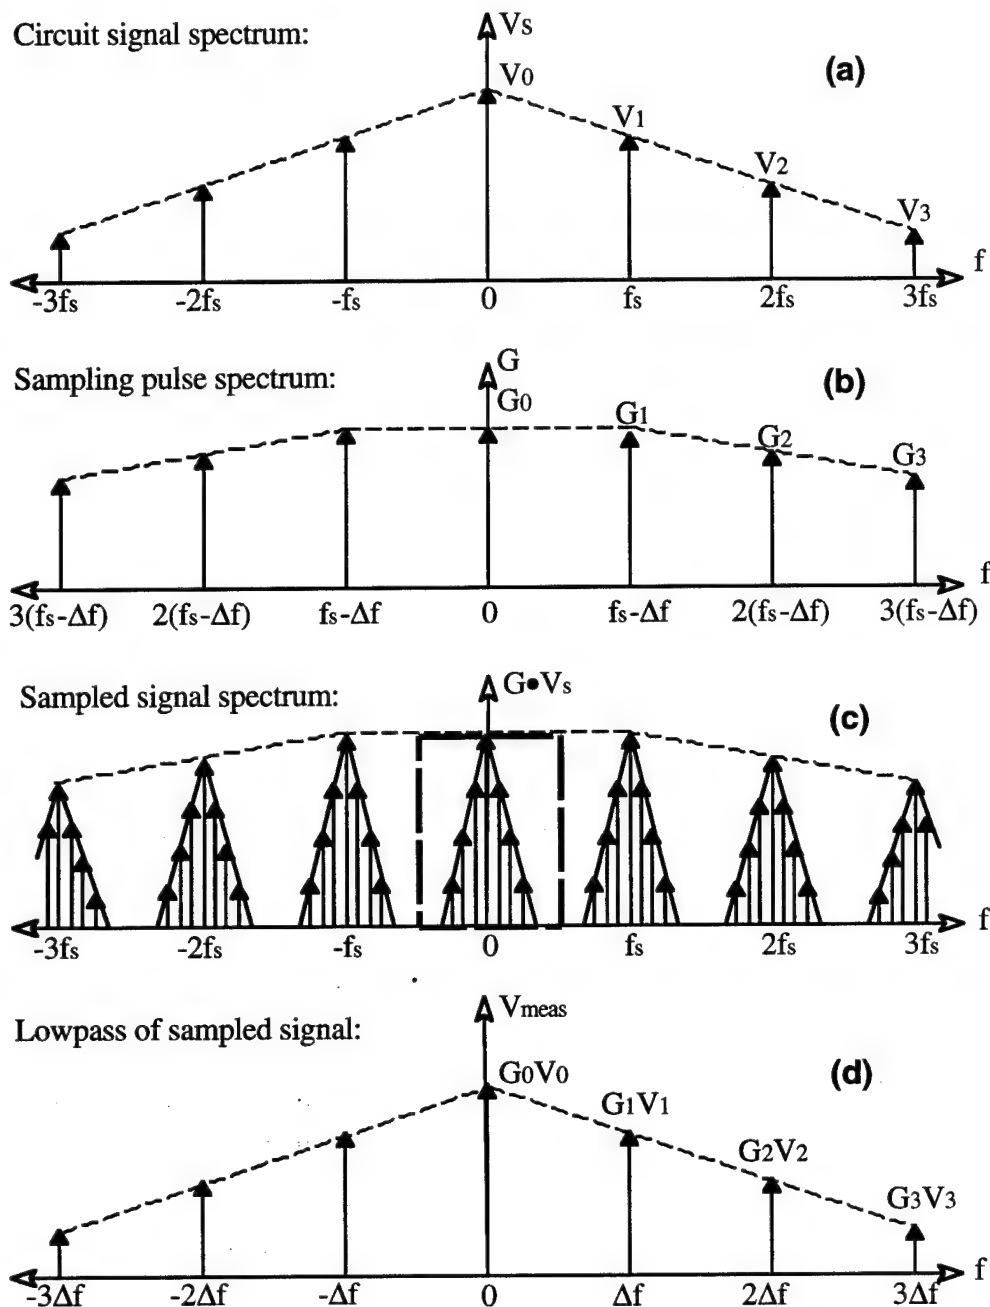 Circuit signal spectrum:
Vs
(a)
V0
V1
V2
V3
f
-3fs -2fs -fs 0 fs 2fs 3fs
Sampling pulse spectrum:
G
(b)
G0
G1
G2
G3
f
3(fs-Δf) 2(fs-Δf) fs-Δf 0 fs-Δf 2(fs-Δf) 3(fs-Δf)
Sampled signal spectrum:
G•Vs
(c)
f
-3fs -2fs -fs 0 fs 2fs 3fs
Lowpass of sampled signal:
Vmeas
(d)
G0V0
G1V1
G2V2
G3V3
f
-3Δf -2Δf -Δf 0 Δf 2Δf 3Δf